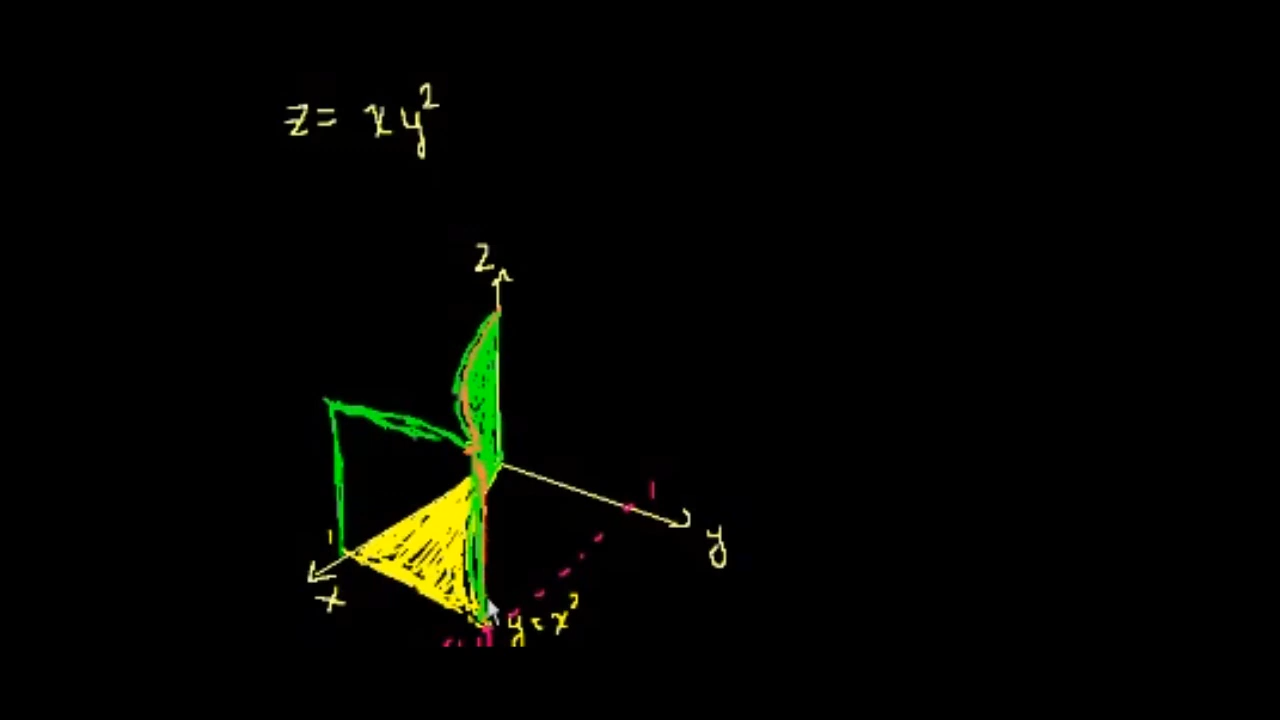 z = xy²
z
1
y
1
x
y = x²